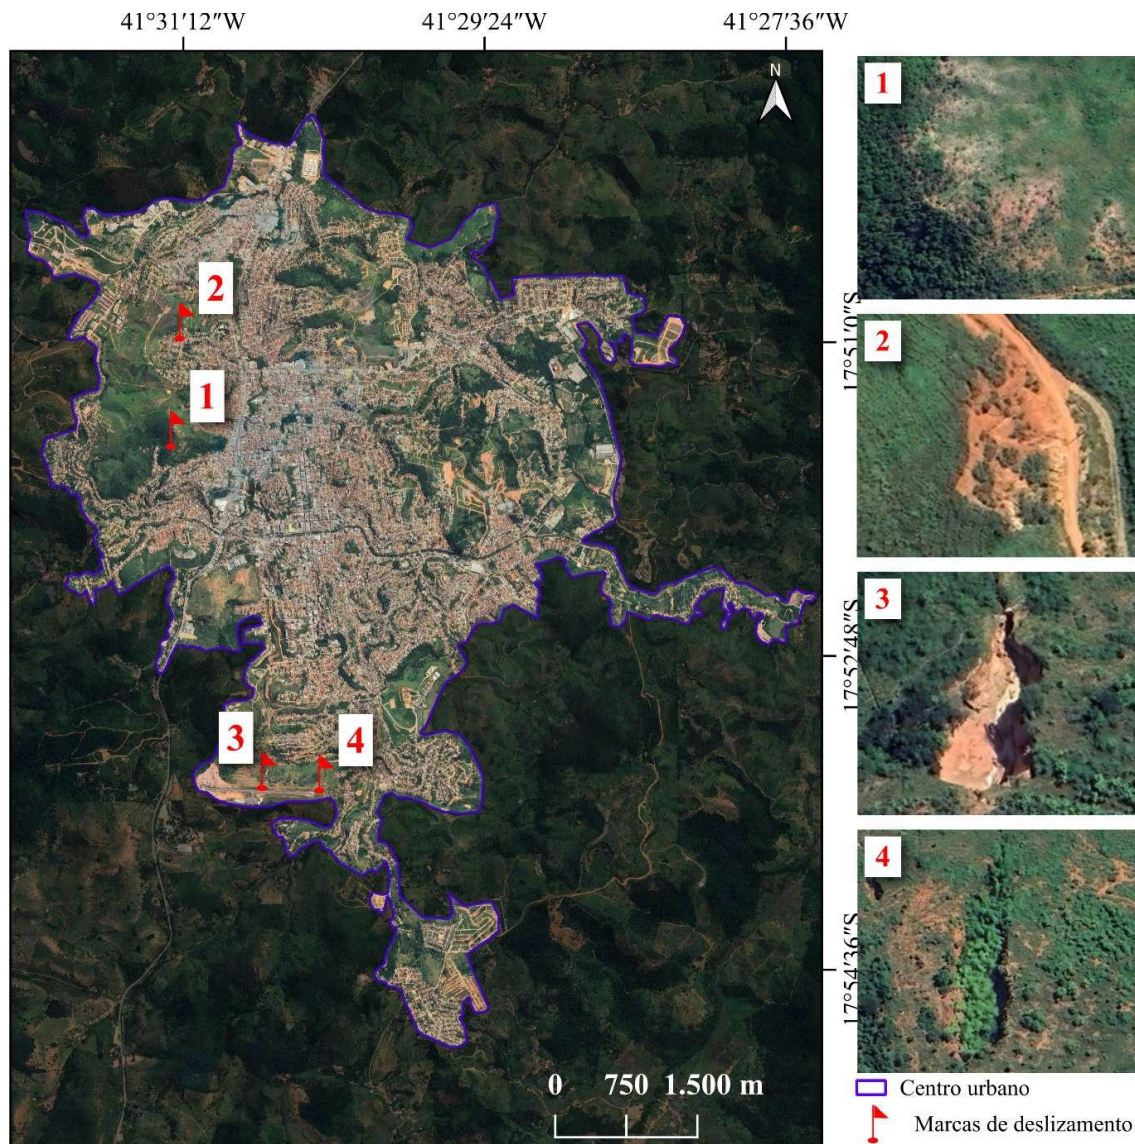 41°31′12″W
41°29′24″W
41°27′36″W
N
1
2
2
17°51′0″S
1
3
17°52′48″S
3
4
4
17°54′36″S
0 750 1.500 m
Centro urbano
Marcas de deslizamento